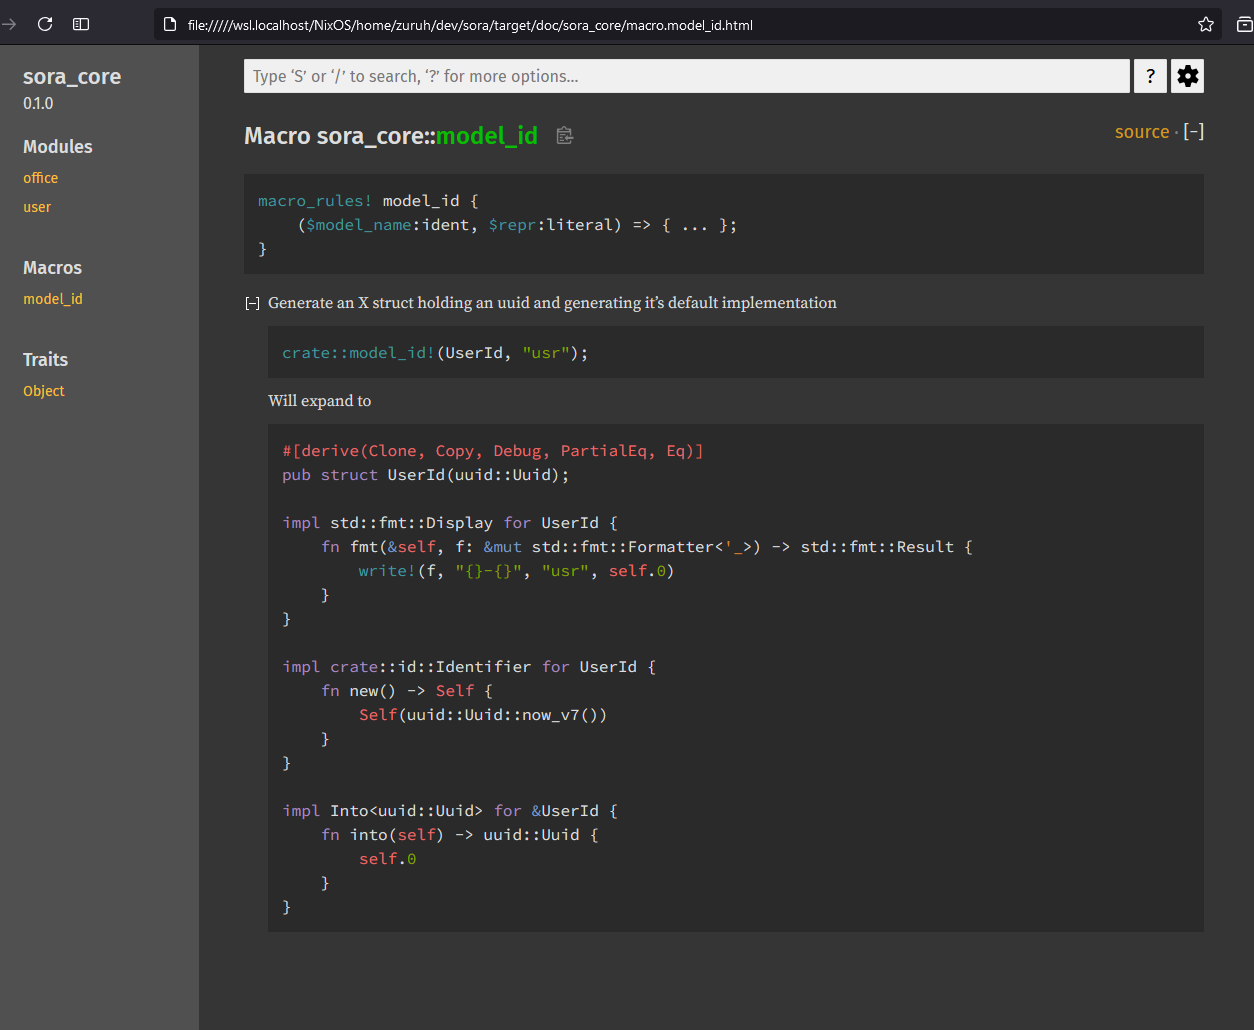 file://///wsl.localhost/NixOS/home/zuruh/dev/sora/target/doc/sora_core/macro.model_id.html
sora_core
0.1.0
Modules
office
user
Macros
model_id
Traits
Object
Type ‘S’ or ‘/’ to search, ‘?’ for more options…
?
Macro sora_core::model_id
source · [−]
macro_rules! model_id {
    ($model_name:ident, $repr:literal) => { ... };
}
[−] Generate an X struct holding an uuid and generating it’s default implementation
crate::model_id!(UserId, "usr");
Will expand to
#[derive(Clone, Copy, Debug, PartialEq, Eq)]
pub struct UserId(uuid::Uuid);
impl std::fmt::Display for UserId {
    fn fmt(&self, f: &mut std::fmt::Formatter<'_>) -> std::fmt::Result {
        write!(f, "{}-{}", "usr", self.0)
    }
}
impl crate::id::Identifier for UserId {
    fn new() -> Self {
        Self(uuid::Uuid::now_v7())
    }
}
impl Into<uuid::Uuid> for &UserId {
    fn into(self) -> uuid::Uuid {
        self.0
    }
}